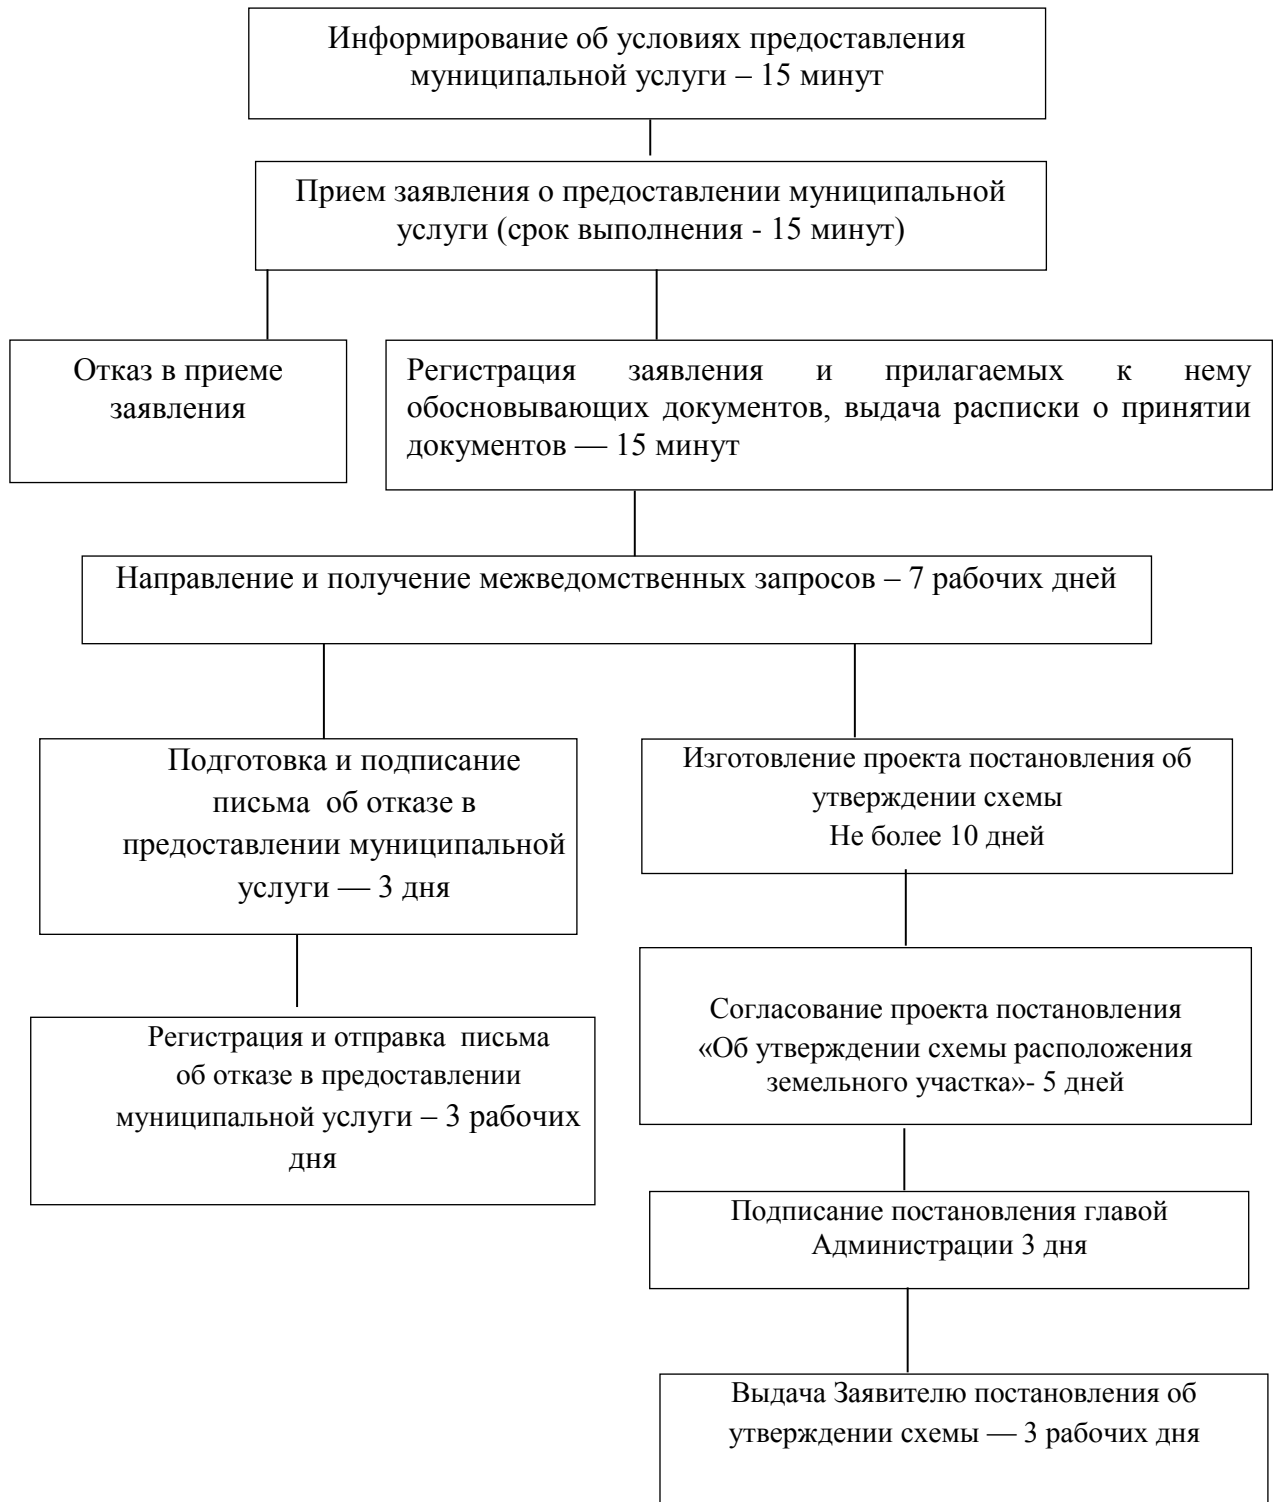 Информирование об условиях предоставления
муниципальной услуги – 15 минут
Прием заявления о предоставлении муниципальной
услуги (срок выполнения - 15 минут)
Отказ в приеме
заявления
Регистрация заявления и прилагаемых к нему
обосновывающих документов, выдача расписки о принятии
документов — 15 минут
Направление и получение межведомственных запросов – 7 рабочих дней
Подготовка и подписание
письма об отказе в
предоставлении муниципальной
услуги — 3 дня
Регистрация и отправка письма
об отказе в предоставлении
муниципальной услуги – 3 рабочих
дня
Изготовление проекта постановления об
утверждении схемы
Не более 10 дней
Согласование проекта постановления
«Об утверждении схемы расположения
земельного участка»- 5 дней
Подписание постановления главой
Администрации 3 дня
Выдача Заявителю постановления об
утверждении схемы — 3 рабочих дня